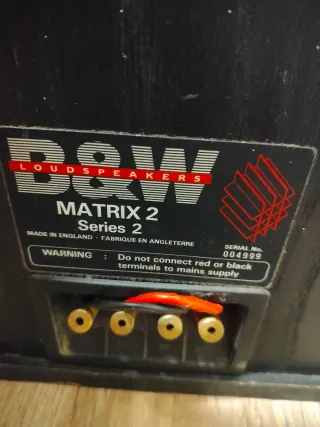 B&W
LOUDSPEAKERS
MATRIX 2
Series 2
MADE IN ENGLAND · FABRIQUE EN ANGLETERRE
SERIAL No.
004999
WARNING : Do not connect red or black
terminals to mains supply